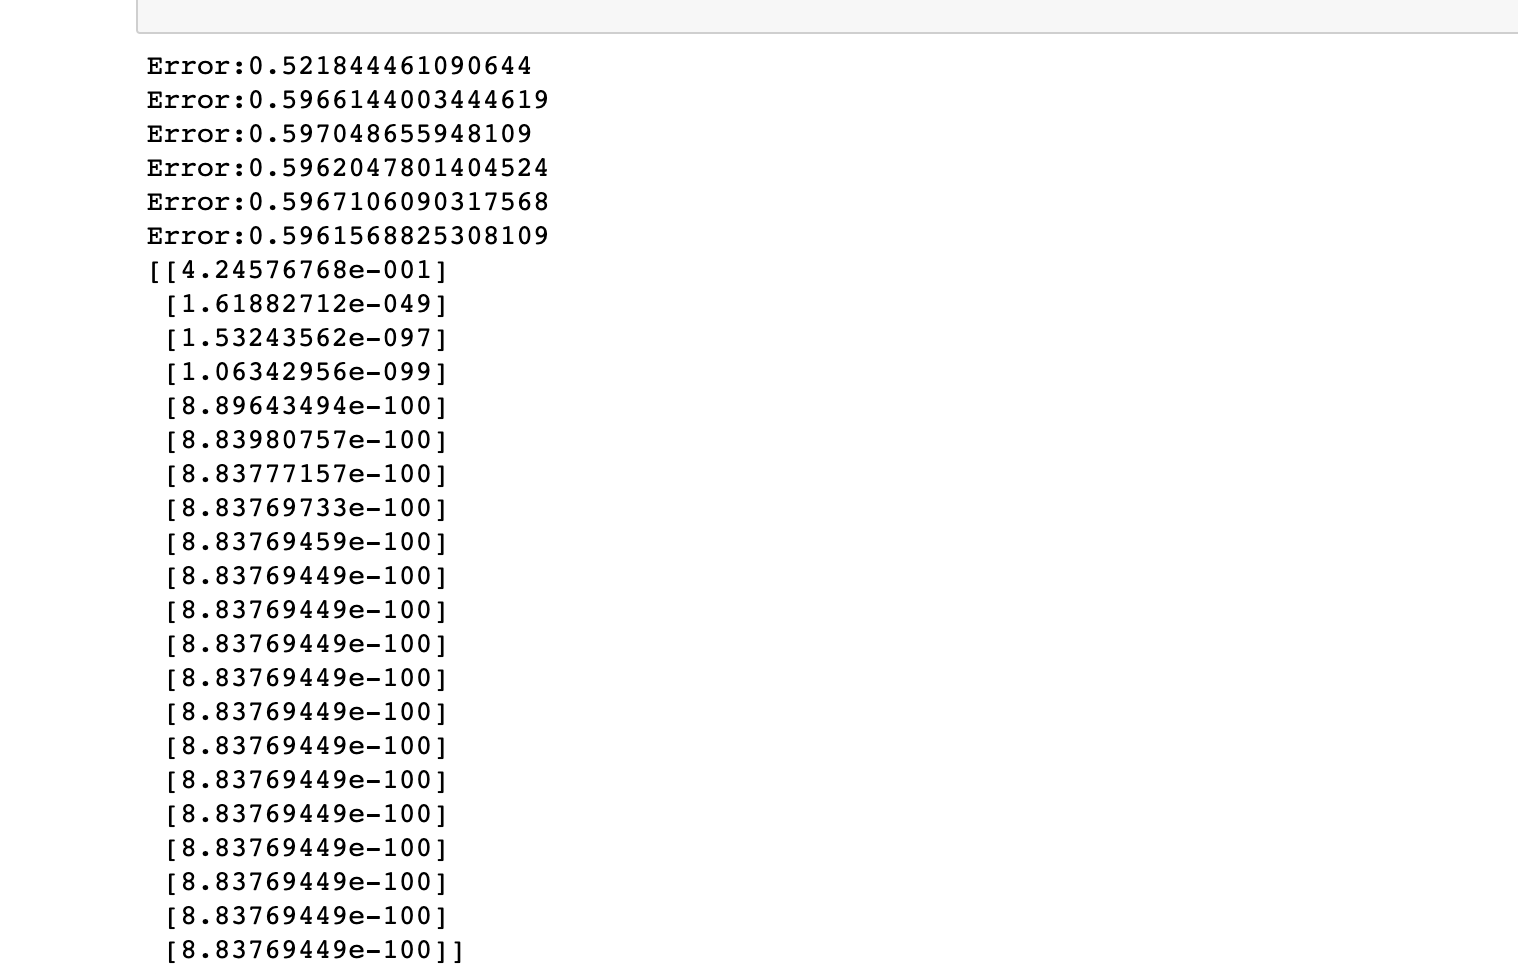 Error:0.521844461090644
Error:0.5966144003444619
Error:0.597048655948109
Error:0.5962047801404524
Error:0.5967106090317568
Error:0.5961568825308109
[[4.24576768e-001]
 [1.61882712e-049]
 [1.53243562e-097]
 [1.06342956e-099]
 [8.89643494e-100]
 [8.83980757e-100]
 [8.83777157e-100]
 [8.83769733e-100]
 [8.83769459e-100]
 [8.83769449e-100]
 [8.83769449e-100]
 [8.83769449e-100]
 [8.83769449e-100]
 [8.83769449e-100]
 [8.83769449e-100]
 [8.83769449e-100]
 [8.83769449e-100]
 [8.83769449e-100]
 [8.83769449e-100]
 [8.83769449e-100]
 [8.83769449e-100]]